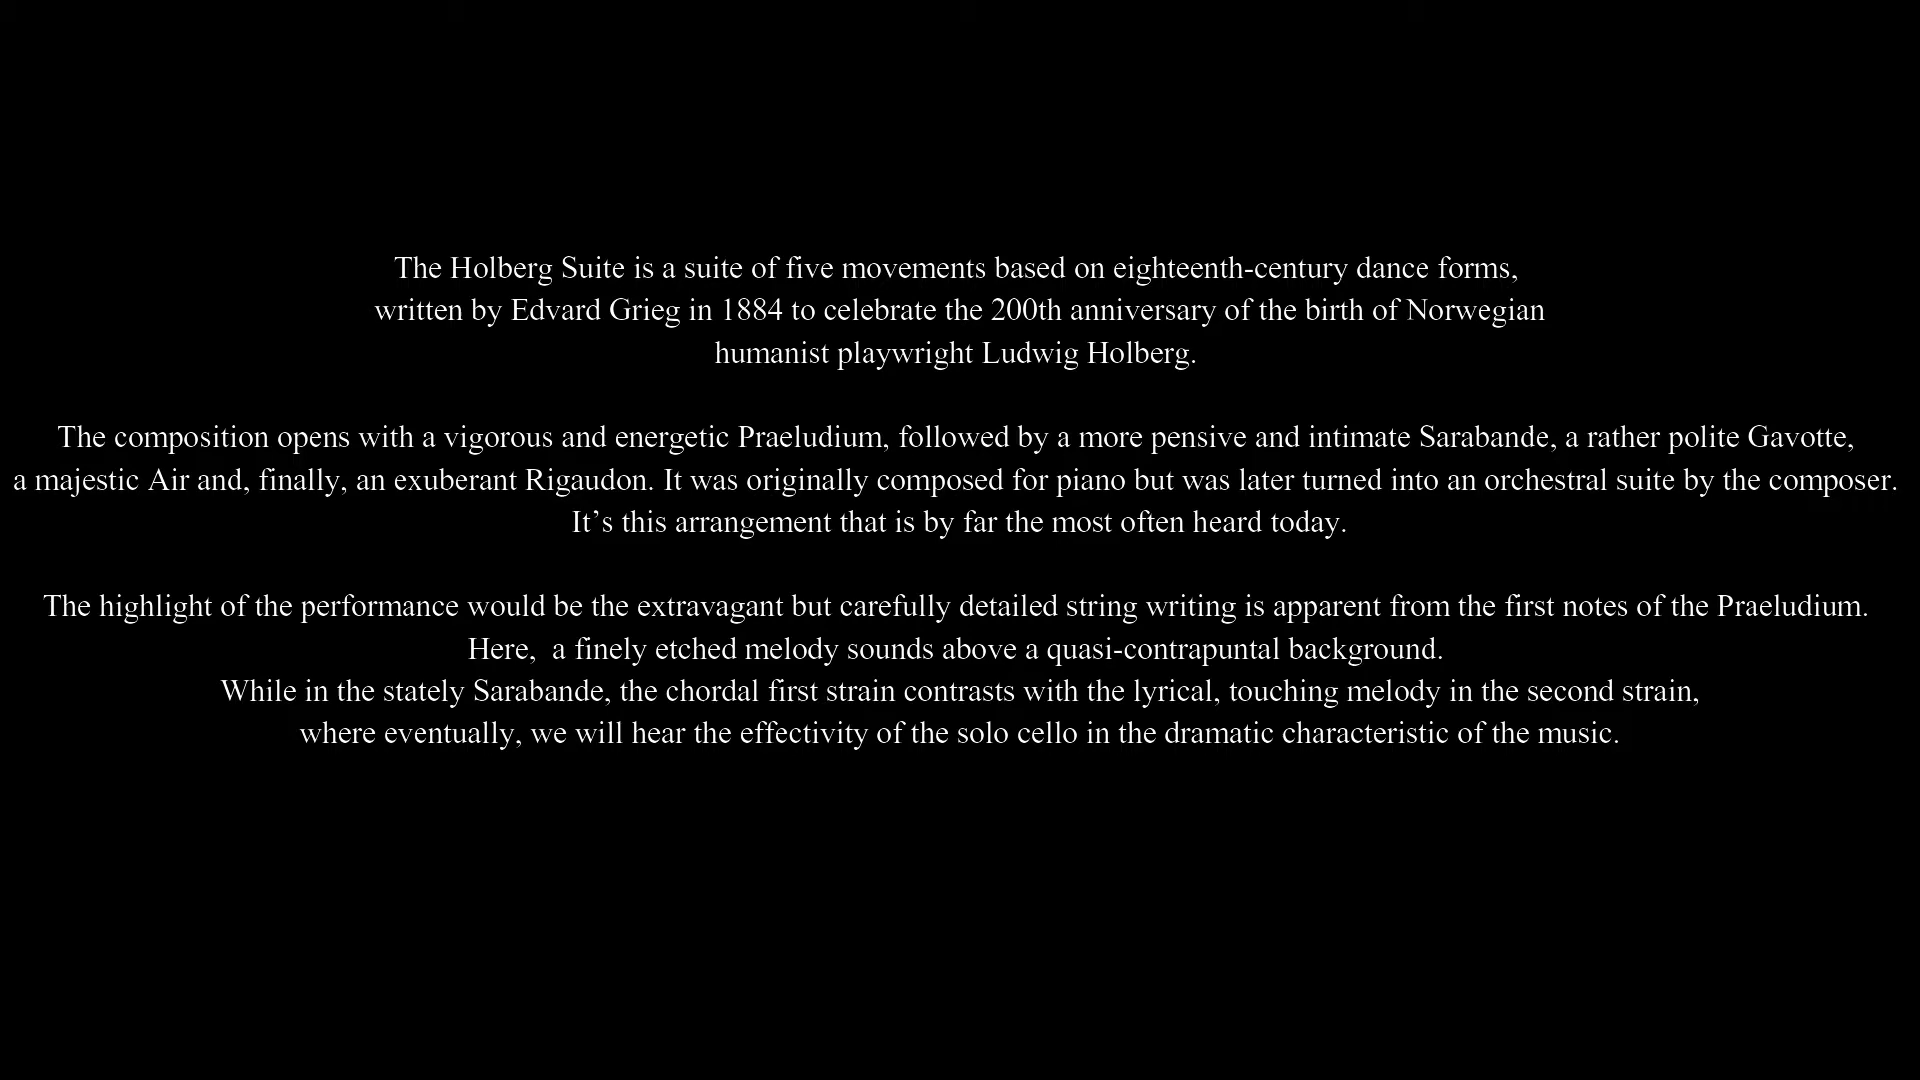 The Holberg Suite is a suite of five movements based on eighteenth-century dance forms,
written by Edvard Grieg in 1884 to celebrate the 200th anniversary of the birth of Norwegian
humanist playwright Ludwig Holberg.
The composition opens with a vigorous and energetic Praeludium, followed by a more pensive and intimate Sarabande, a rather polite Gavotte,
a majestic Air and, finally, an exuberant Rigaudon. It was originally composed for piano but was later turned into an orchestral suite by the composer.
It’s this arrangement that is by far the most often heard today.
The highlight of the performance would be the extravagant but carefully detailed string writing is apparent from the first notes of the Praeludium.
Here,  a finely etched melody sounds above a quasi-contrapuntal background.
While in the stately Sarabande, the chordal first strain contrasts with the lyrical, touching melody in the second strain,
where eventually, we will hear the effectivity of the solo cello in the dramatic characteristic of the music.